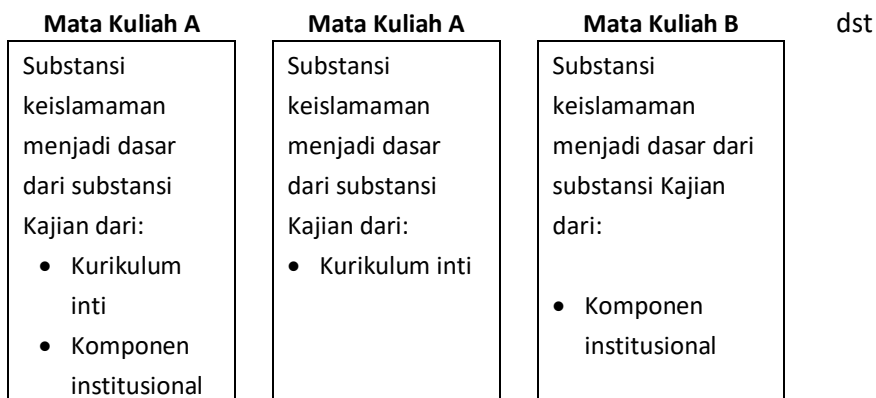 Mata Kuliah A
Substansi
keislamaman
menjadi dasar
dari substansi
Kajian dari:
• Kurikulum
inti
• Komponen
institusional
Mata Kuliah A
Substansi
keislamaman
menjadi dasar
dari substansi
Kajian dari:
• Kurikulum inti
Mata Kuliah B
Substansi
keislamaman
menjadi dasar dari
substansi Kajian
dari:
• Komponen
institusional
dst